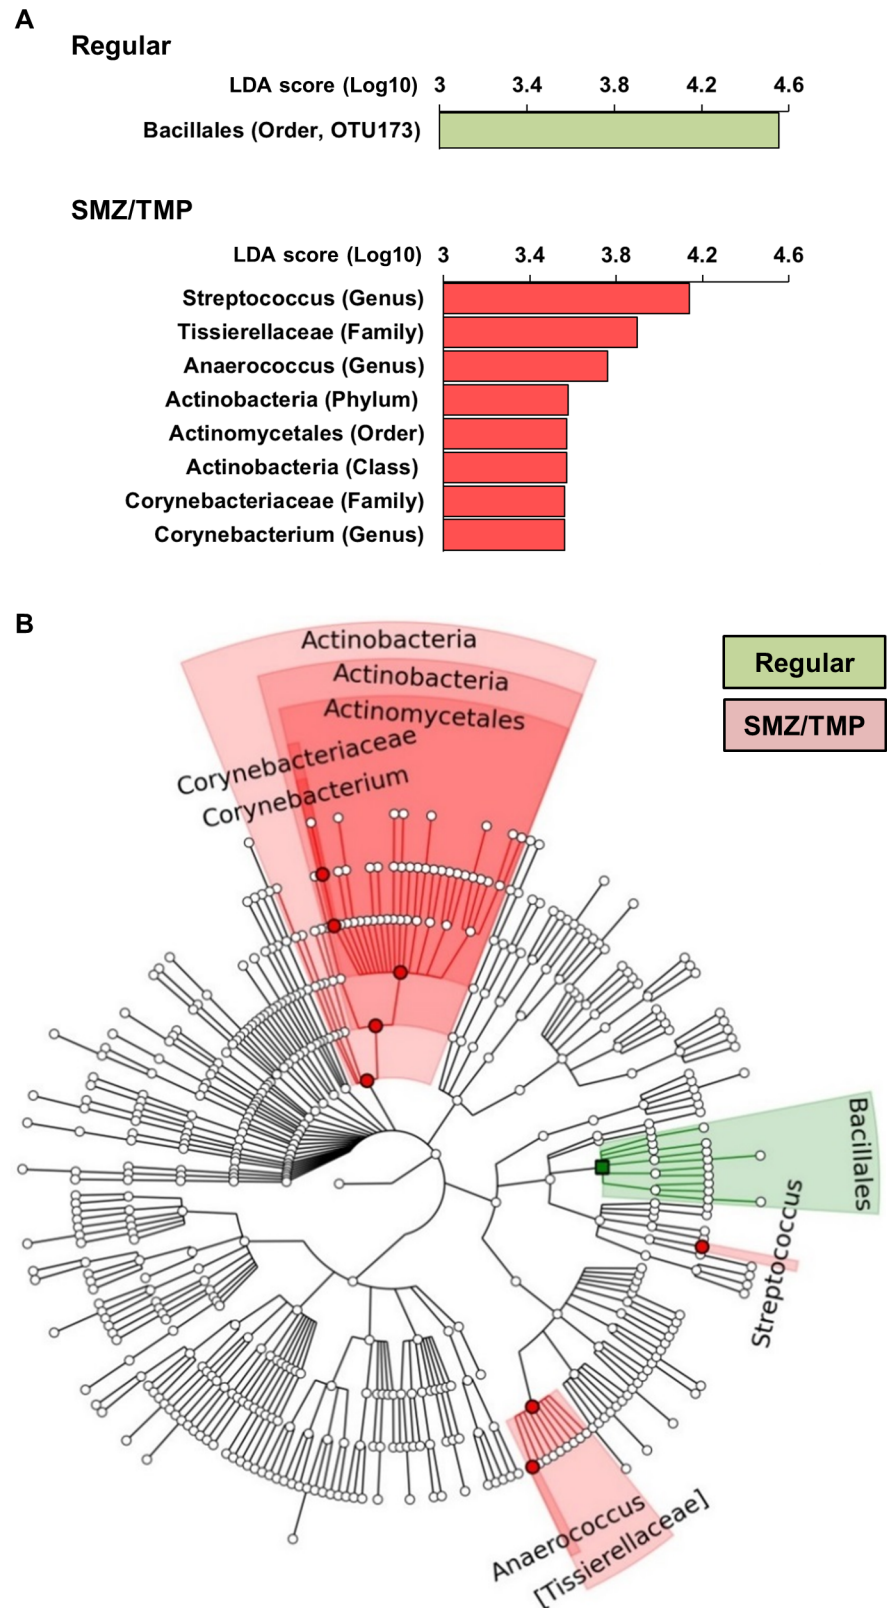 A
Regular
LDA score (Log10) 3 3.4 3.8 4.2 4.6
Bacillales (Order, OTU173)
SMZ/TMP
LDA score (Log10) 3 3.4 3.8 4.2 4.6
Streptococcus (Genus)
Tissierellaceae (Family)
Anaerococcus (Genus)
Actinobacteria (Phylum)
Actinomycetales (Order)
Actinobacteria (Class)
Corynebacteriaceae (Family)
Corynebacterium (Genus)
B
Actinobacteria
Actinobacteria
Actinomycetales
Corynebacteriaceae
Corynebacterium
Regular
SMZ/TMP
Bacillales
Streptococcus
Anaerococcus
[Tissierellaceae]